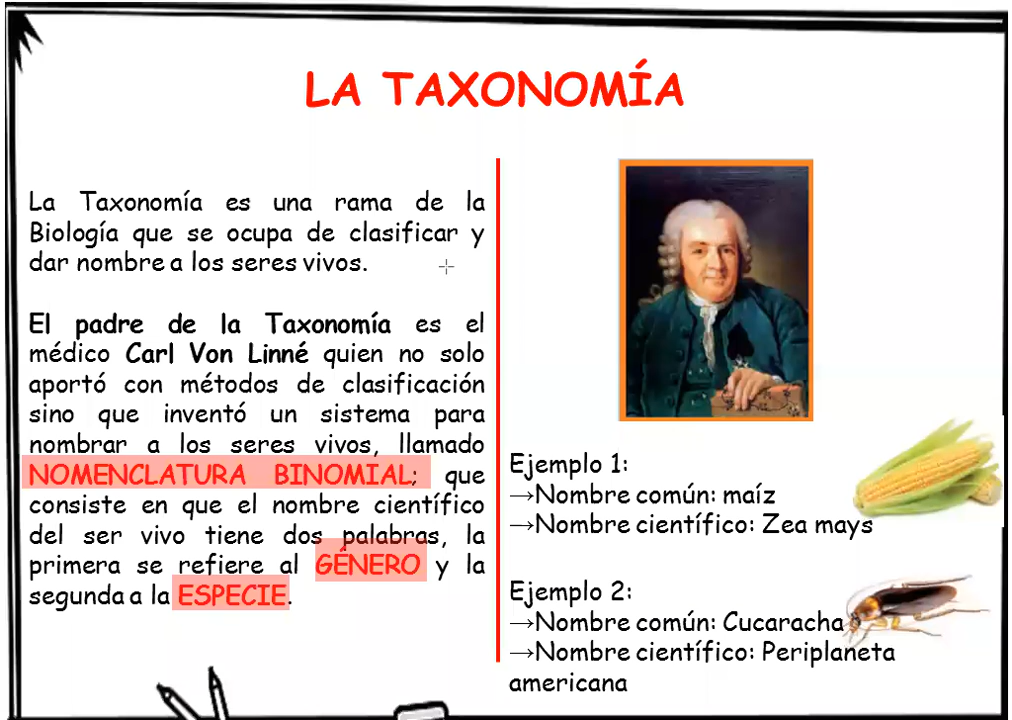 LA TAXONOMÍA
La Taxonomía es una rama de la
Biología que se ocupa de clasificar y
dar nombre a los seres vivos.
El padre de la Taxonomía es el
médico Carl Von Linné quien no solo
aportó con métodos de clasificación
sino que inventó un sistema para
nombrar a los seres vivos, llamado
NOMENCLATURA BINOMIAL; que
consiste en que el nombre científico
del ser vivo tiene dos palabras, la
primera se refiere al GÉNERO y la
segunda a la ESPECIE.
Ejemplo 1:
→Nombre común: maíz
→Nombre científico: Zea mays
Ejemplo 2:
→Nombre común: Cucaracha
→Nombre científico: Periplaneta
americana